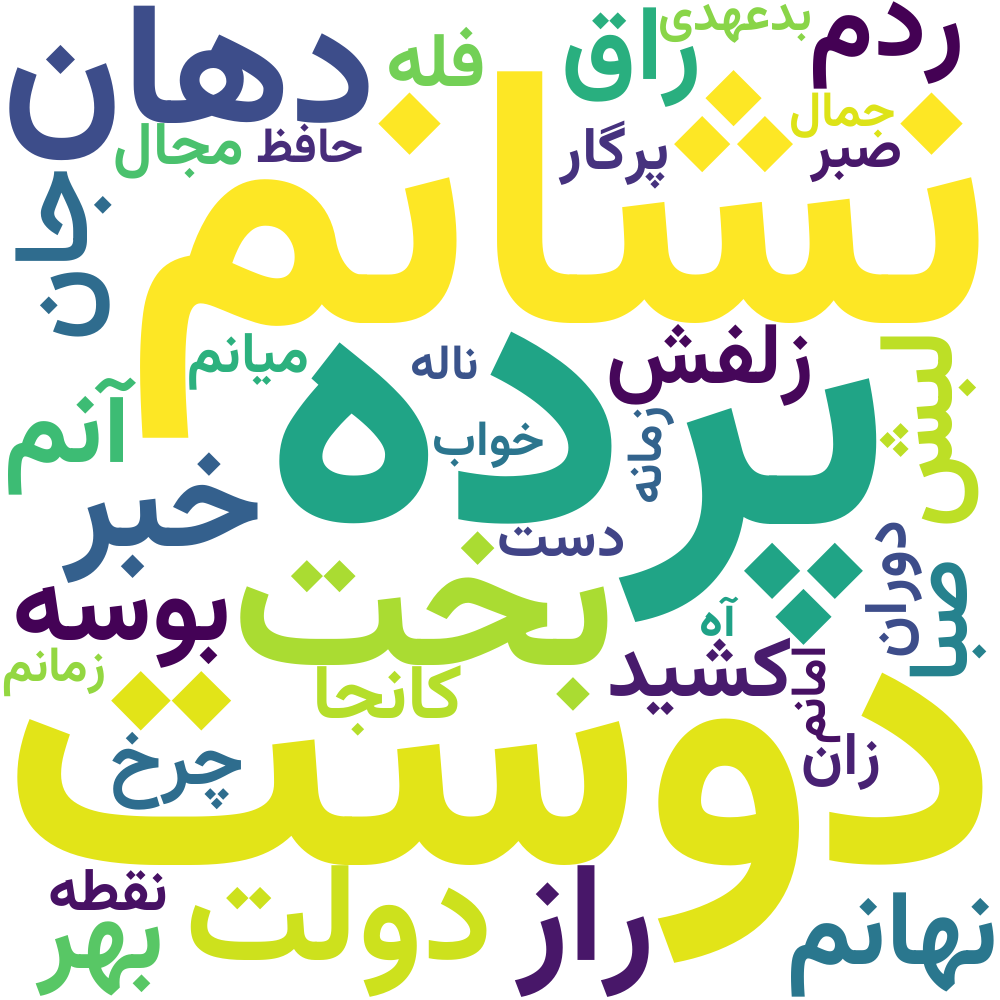 بدعهدی
ردم
راق
فله
دهان
جمال
صبر
پرگار
حافظ
مجال
نشانم
جان
زلفش
ناله
میانم
لبش
آنم
پرده
خواب
زمانه
خبر
دست
دوران
صبا
بخت
بوسه
آه
کشید
امانم
کانجا
زمانم
زان
چرخ
دوست
نقطه
بهر
دولت
راز
نهانم